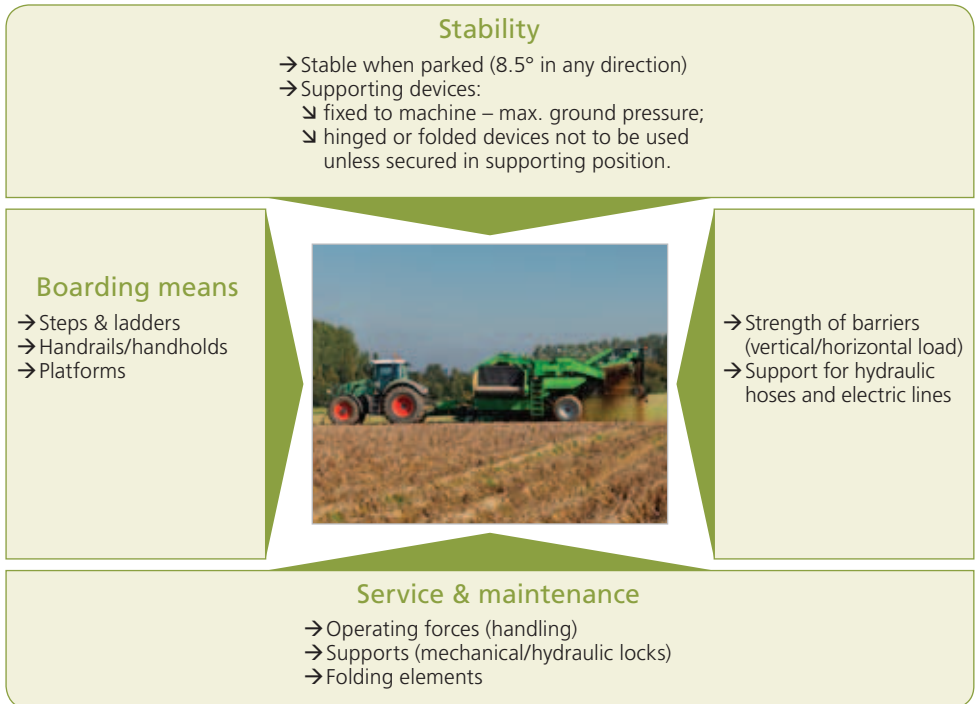 Stability
→ Stable when parked (8.5° in any direction)
→ Supporting devices:
↘ fixed to machine – max. ground pressure;
↘ hinged or folded devices not to be used
unless secured in supporting position.
Boarding means
→ Steps & ladders
→ Handrails/handholds
→ Platforms
→ Strength of barriers
(vertical/horizontal load)
→ Support for hydraulic
hoses and electric lines
Service & maintenance
→ Operating forces (handling)
→ Supports (mechanical/hydraulic locks)
→ Folding elements